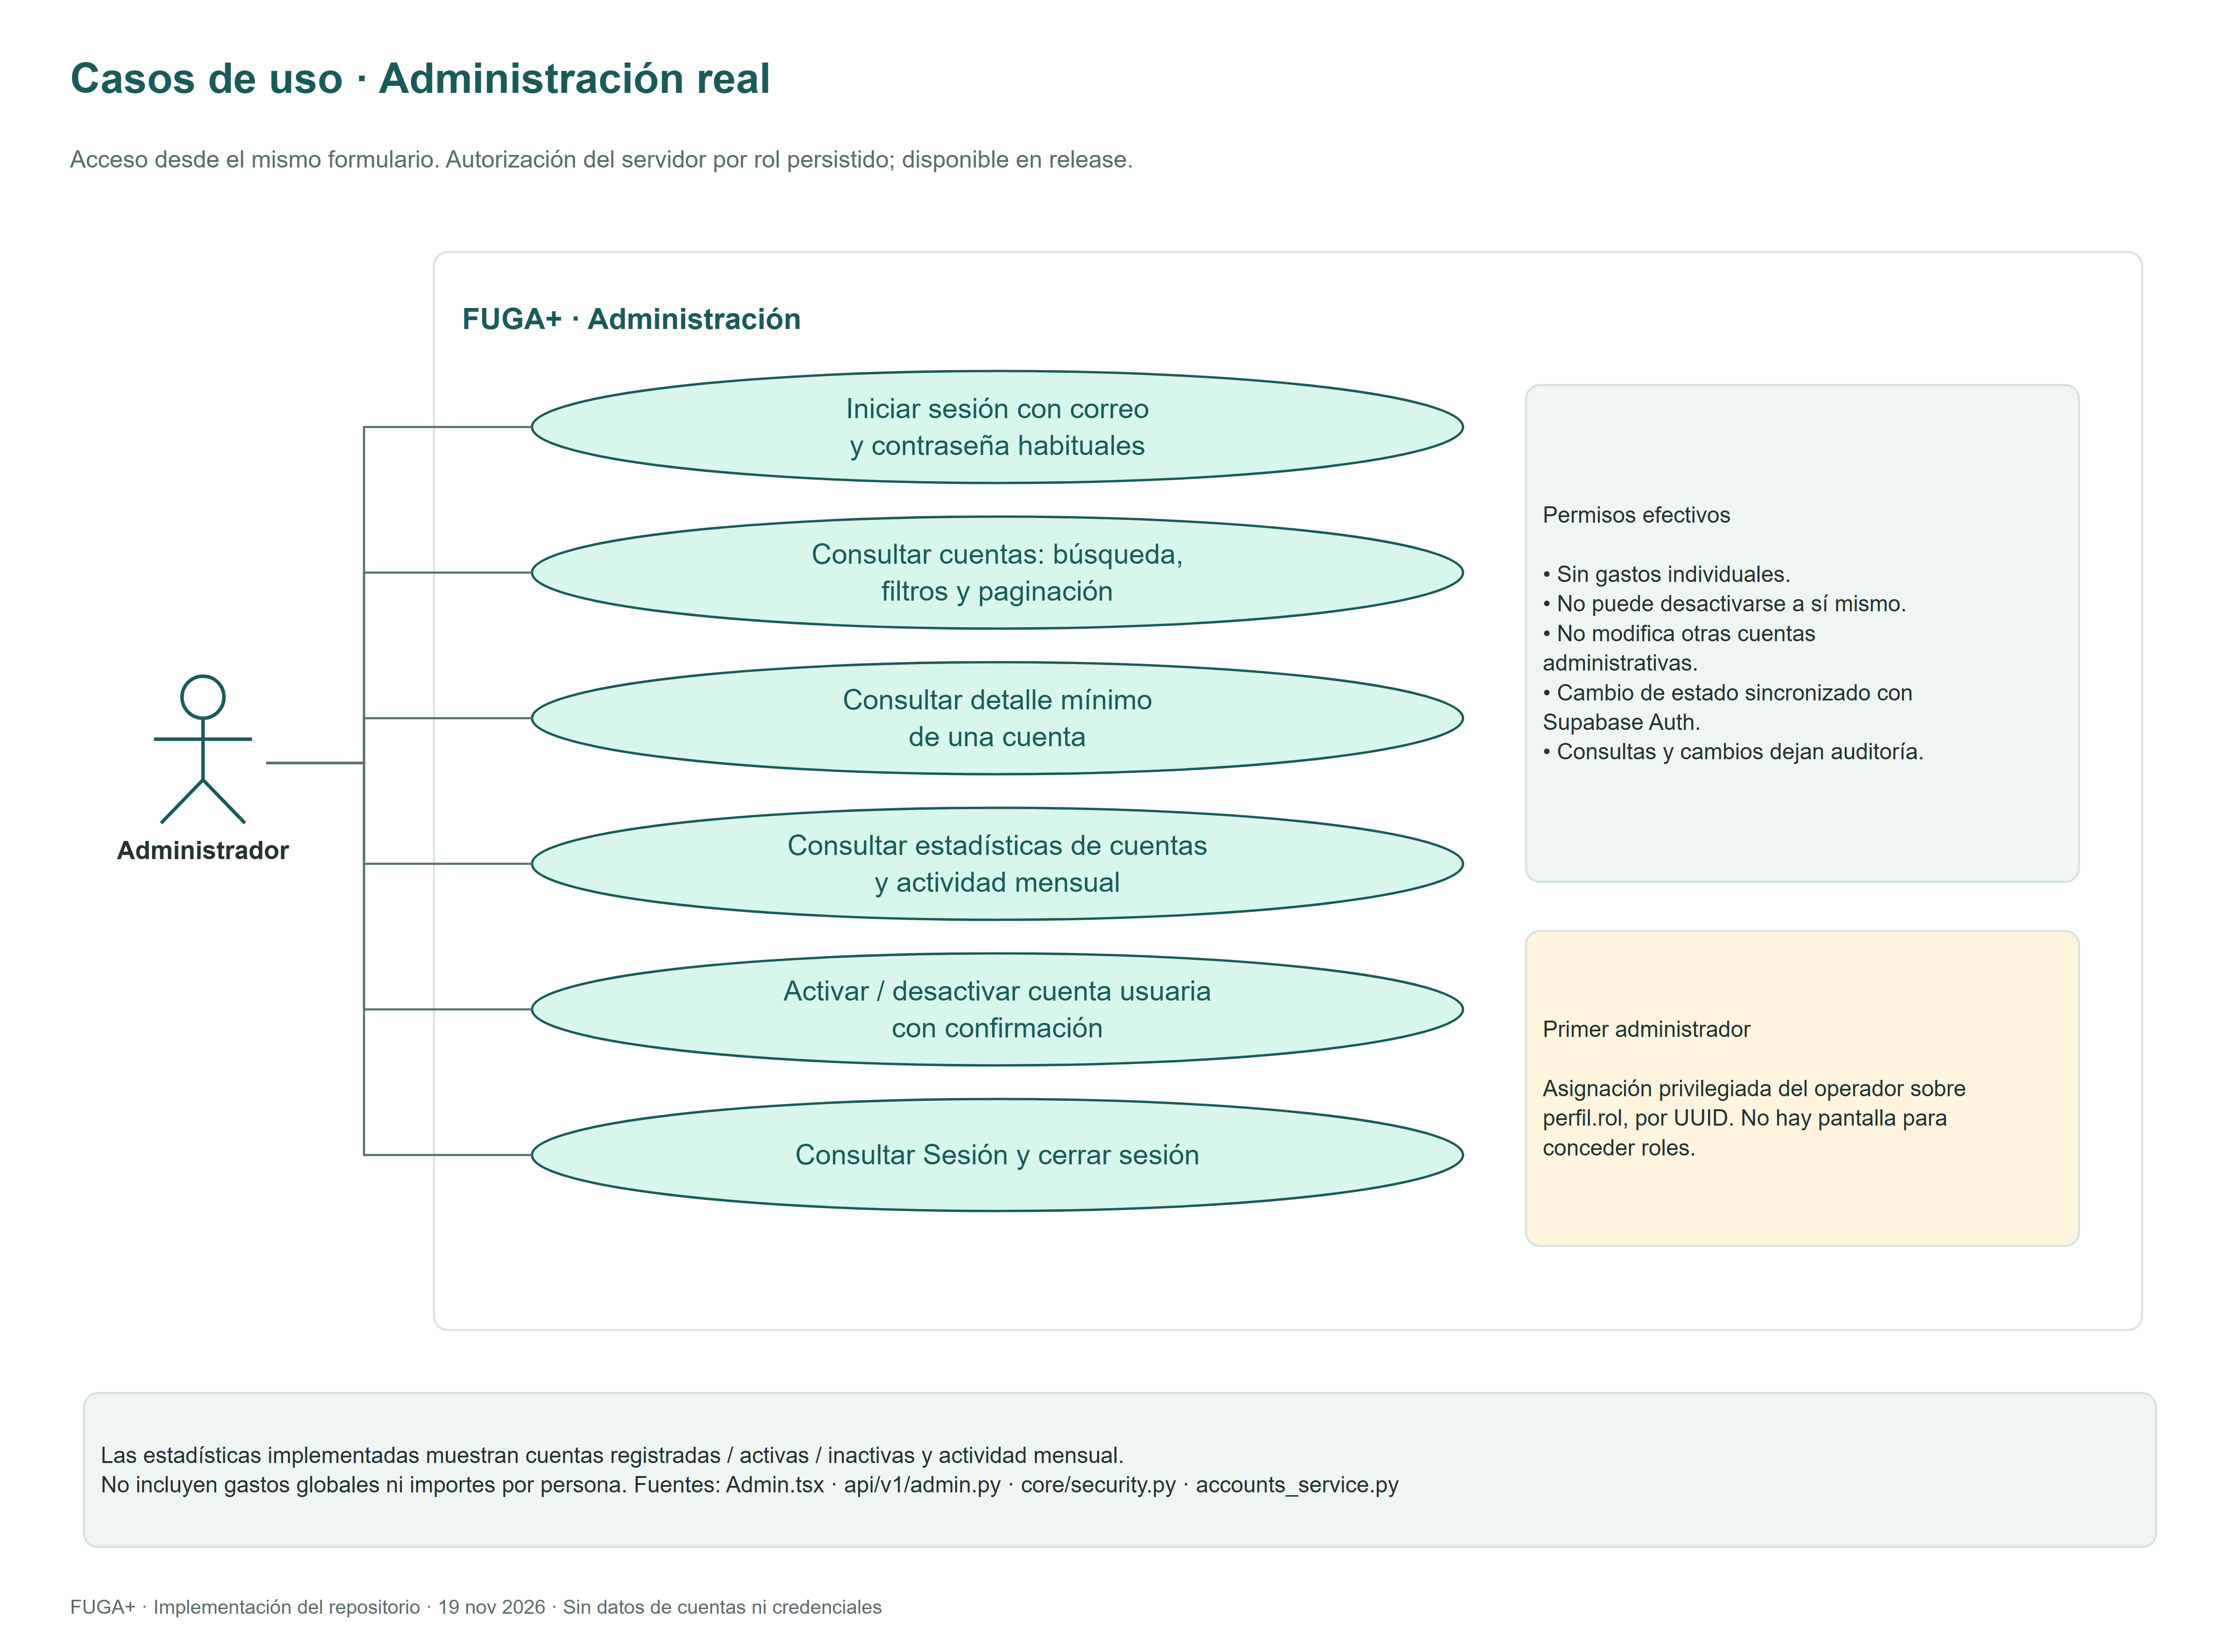 Casos de uso · Administración real
Acceso desde el mismo formulario. Autorización del servidor por rol persistido; disponible en release.
FUGA+ · Administración
Iniciar sesión con correo
y contraseña habituales
Consultar cuentas: búsqueda,
filtros y paginación
Consultar detalle mínimo
de una cuenta
Consultar estadísticas de cuentas
y actividad mensual
Activar / desactivar cuenta usuaria
con confirmación
Consultar Sesión y cerrar sesión
Administrador
Permisos efectivos
• Sin gastos individuales.
• No puede desactivarse a sí mismo.
• No modifica otras cuentas
administrativas.
• Cambio de estado sincronizado con
Supabase Auth.
• Consultas y cambios dejan auditoría.
Primer administrador
Asignación privilegiada del operador sobre
perfil.rol, por UUID. No hay pantalla para
conceder roles.
Las estadísticas implementadas muestran cuentas registradas / activas / inactivas y actividad mensual.
No incluyen gastos globales ni importes por persona. Fuentes: Admin.tsx · api/v1/admin.py · core/security.py · accounts_service.py
FUGA+ · Implementación del repositorio · 19 nov 2026 · Sin datos de cuentas ni credenciales